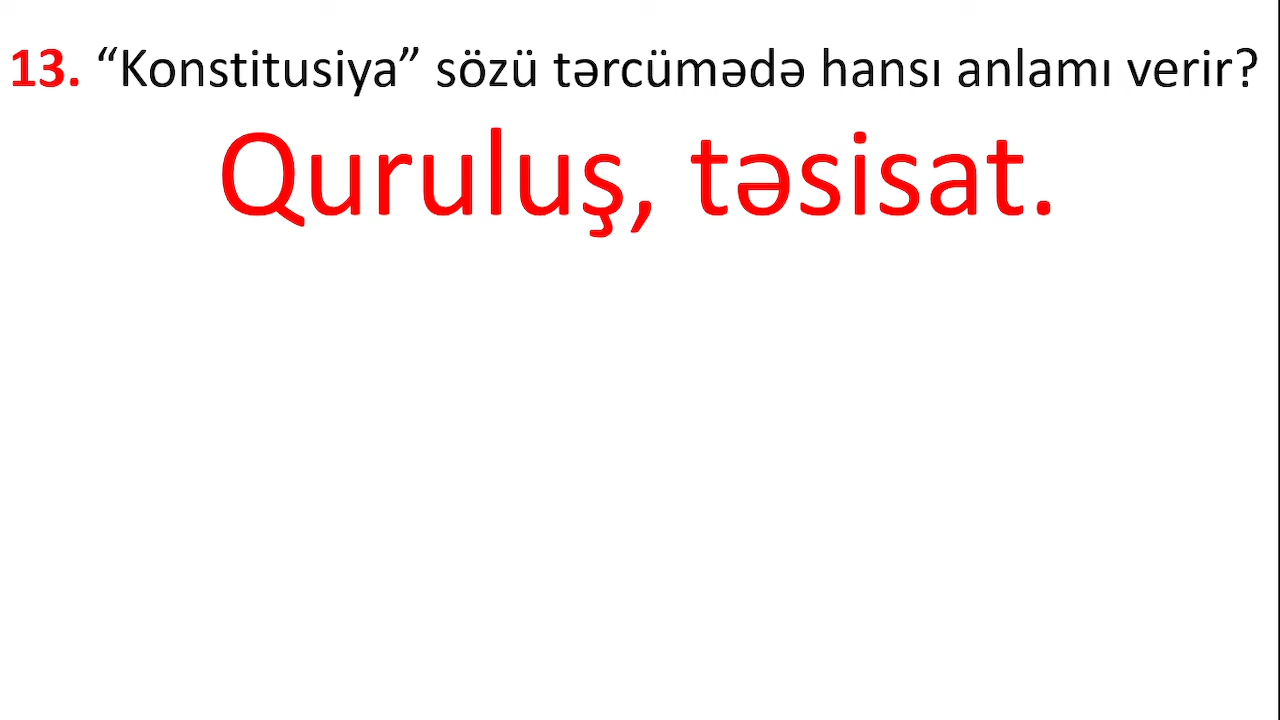 13. “Konstitusiya” sözü tərcümədə hansı anlamı verir?
Quruluş, təsisat.